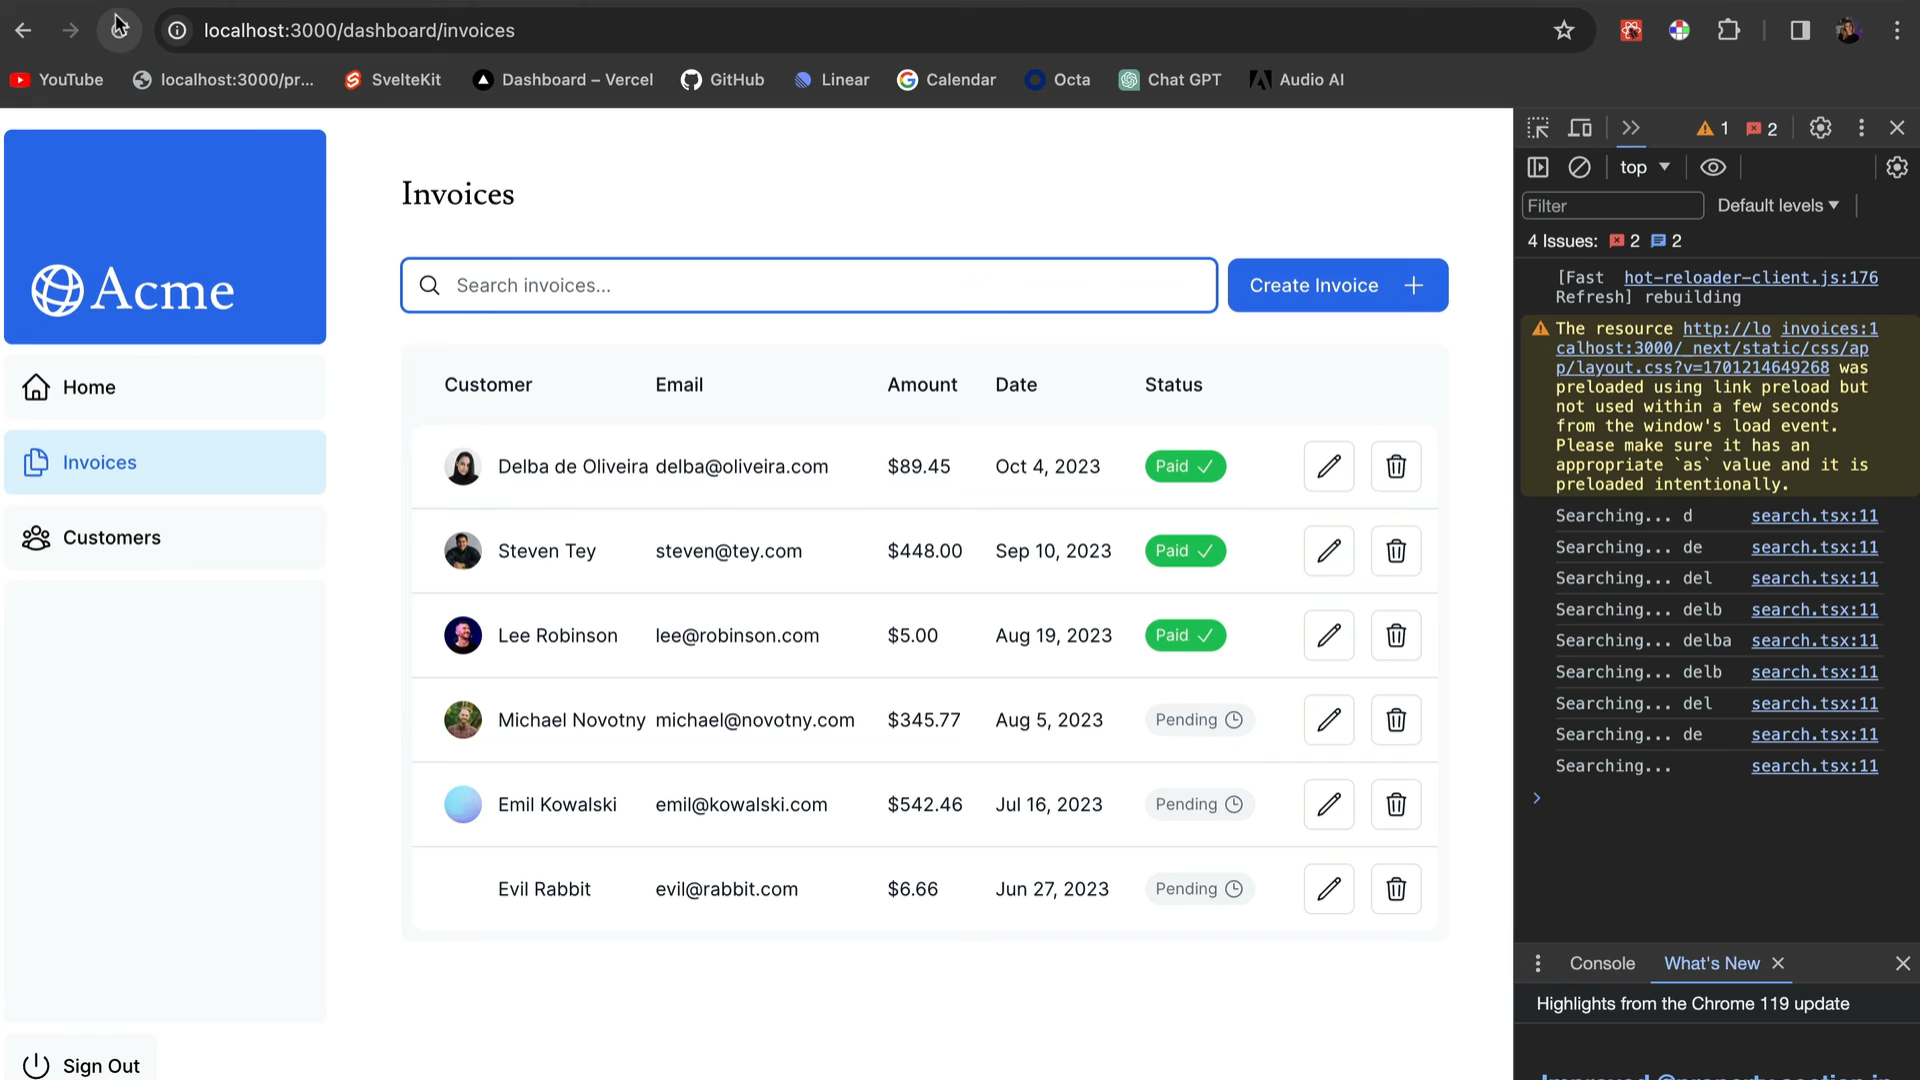 localhost:3000/dashboard/invoices
YouTube localhost:3000/pr... SvelteKit Dashboard – Vercel GitHub Linear Calendar Octa Chat GPT Audio AI
Acme
Home
Invoices
Customers
Sign Out
Invoices
Search invoices...
Create Invoice
Customer Email Amount Date Status
Delba de Oliveira delba@oliveira.com $89.45 Oct 4, 2023 Paid
Steven Tey steven@tey.com $448.00 Sep 10, 2023 Paid
Lee Robinson lee@robinson.com $5.00 Aug 19, 2023 Paid
Michael Novotny michael@novotny.com $345.77 Aug 5, 2023 Pending
Emil Kowalski emil@kowalski.com $542.46 Jul 16, 2023 Pending
Evil Rabbit evil@rabbit.com $6.66 Jun 27, 2023 Pending
1 2
top
Filter Default levels
4 Issues: 2 2
[Fast hot-reloader-client.js:176
Refresh] rebuilding
The resource http://lo invoices:1
calhost:3000/_next/static/css/ap
p/layout.css?v=1701214649268 was
preloaded using link preload but
not used within a few seconds
from the window's load event.
Please make sure it has an
appropriate `as` value and it is
preloaded intentionally.
Searching... d search.tsx:11
Searching... de search.tsx:11
Searching... del search.tsx:11
Searching... delb search.tsx:11
Searching... delba search.tsx:11
Searching... delb search.tsx:11
Searching... del search.tsx:11
Searching... de search.tsx:11
Searching... search.tsx:11
Console What's New
Highlights from the Chrome 119 update